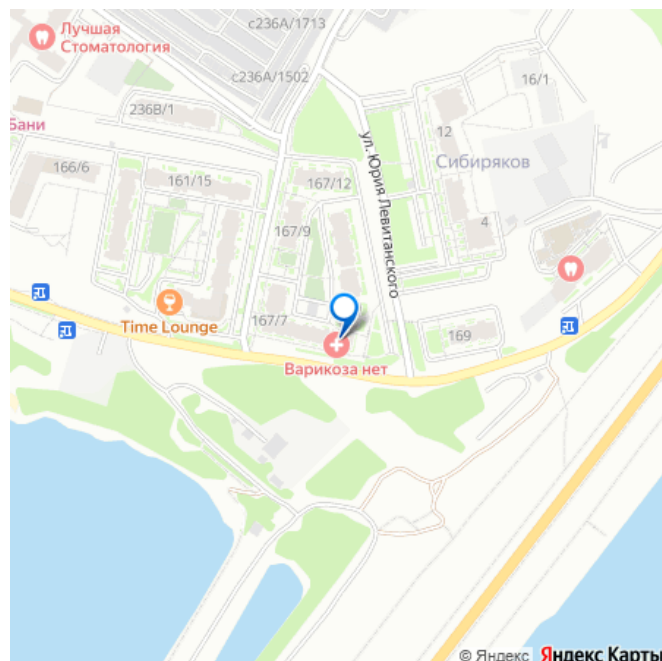 с236А/1713
Лучшая
Стоматология
с236А/1502
16/1
236В/1
12
Бани
ул. Юрия Левитанского
Сибиряков
166/6
161/15
167/12
4
167/9
Time Lounge
167/7
169
Варикоза нет
© Яндекс Яндекс Карты